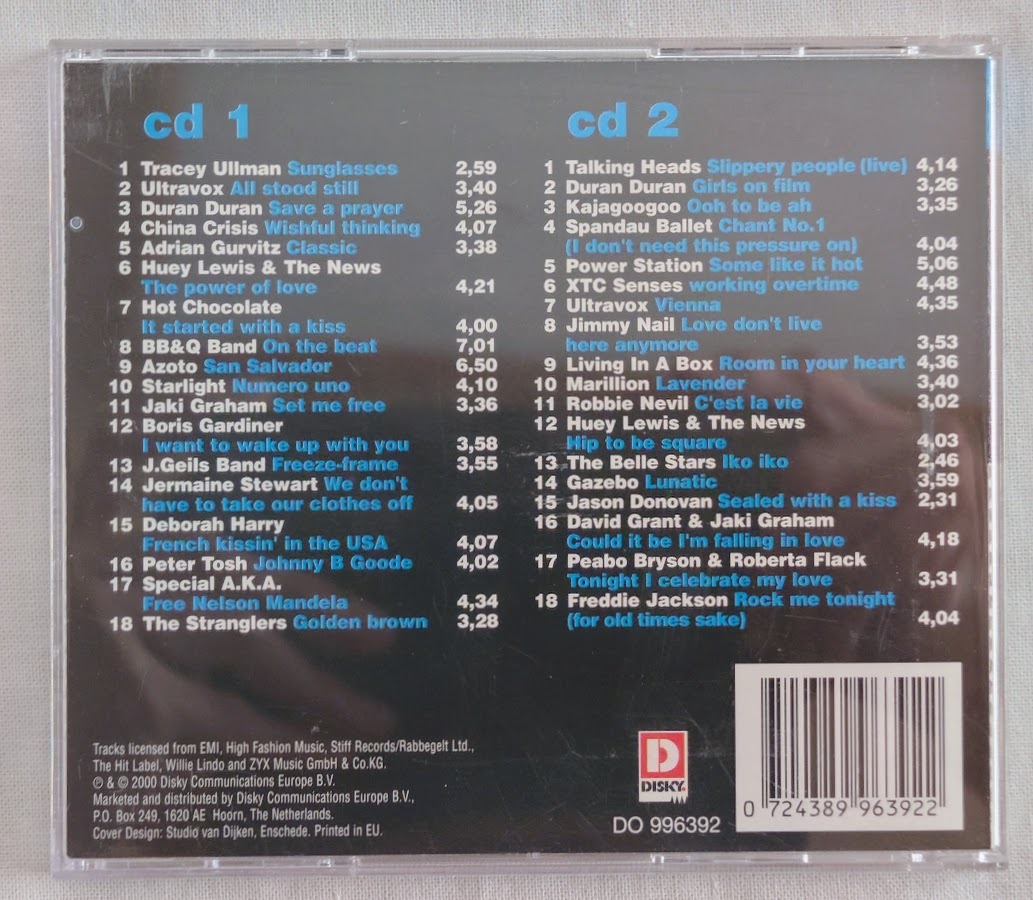 cd 1
1 Tracey Ullman Sunglasses 2,59
2 Ultravox All stood still 3,40
3 Duran Duran Save a prayer 5,26
4 China Crisis Wishful thinking 4,07
5 Adrian Gurvitz Classic 3,38
6 Huey Lewis & The News
The power of love 4,21
7 Hot Chocolate
It started with a kiss 4,00
8 BB&Q Band On the beat 7,01
9 Azoto San Salvador 6,50
10 Starlight Numero uno 4,10
11 Jaki Graham Set me free 3,36
12 Boris Gardiner
I want to wake up with you 3,58
13 J.Geils Band Freeze-frame 3,55
14 Jermaine Stewart We don't
have to take our clothes off 4,05
15 Deborah Harry
French kissin' in the USA 4,07
16 Peter Tosh Johnny B Goode 4,02
17 Special A.K.A.
Free Nelson Mandela 4,34
18 The Stranglers Golden brown 3,28
cd 2
1 Talking Heads Slippery people (live) 4,14
2 Duran Duran Girls on film 3,26
3 Kajagoogoo Ooh to be ah 3,35
4 Spandau Ballet Chant No.1
(I don't need this pressure on) 4,04
5 Power Station Some like it hot 5,06
6 XTC Senses working overtime 4,48
7 Ultravox Vienna 4,35
8 Jimmy Nail Love don't live
here anymore 3,53
9 Living In A Box Room in your heart 4,36
10 Marillion Lavender 3,40
11 Robbie Nevil C'est la vie 3,02
12 Huey Lewis & The News
Hip to be square 4,03
13 The Belle Stars Iko iko 2,46
14 Gazebo Lunatic 3,59
15 Jason Donovan Sealed with a kiss 2,31
16 David Grant & Jaki Graham
Could it be I'm falling in love 4,18
17 Peabo Bryson & Roberta Flack
Tonight I celebrate my love 3,31
18 Freddie Jackson Rock me tonight
(for old times sake) 4,04
Tracks licensed from EMI, High Fashion Music, Stiff Records/Rabbegelt Ltd.,
The Hit Label, Willie Lindo and ZYX Music GmbH & Co.KG.
℗ & © 2000 Disky Communications Europe B.V.
Marketed and distributed by Disky Communications Europe B.V.,
P.O. Box 249, 1620 AE Hoorn, The Netherlands.
Cover Design: Studio van Dijken, Enschede. Printed in EU.
D
DISKY.
DO 996392
0 724389 963922